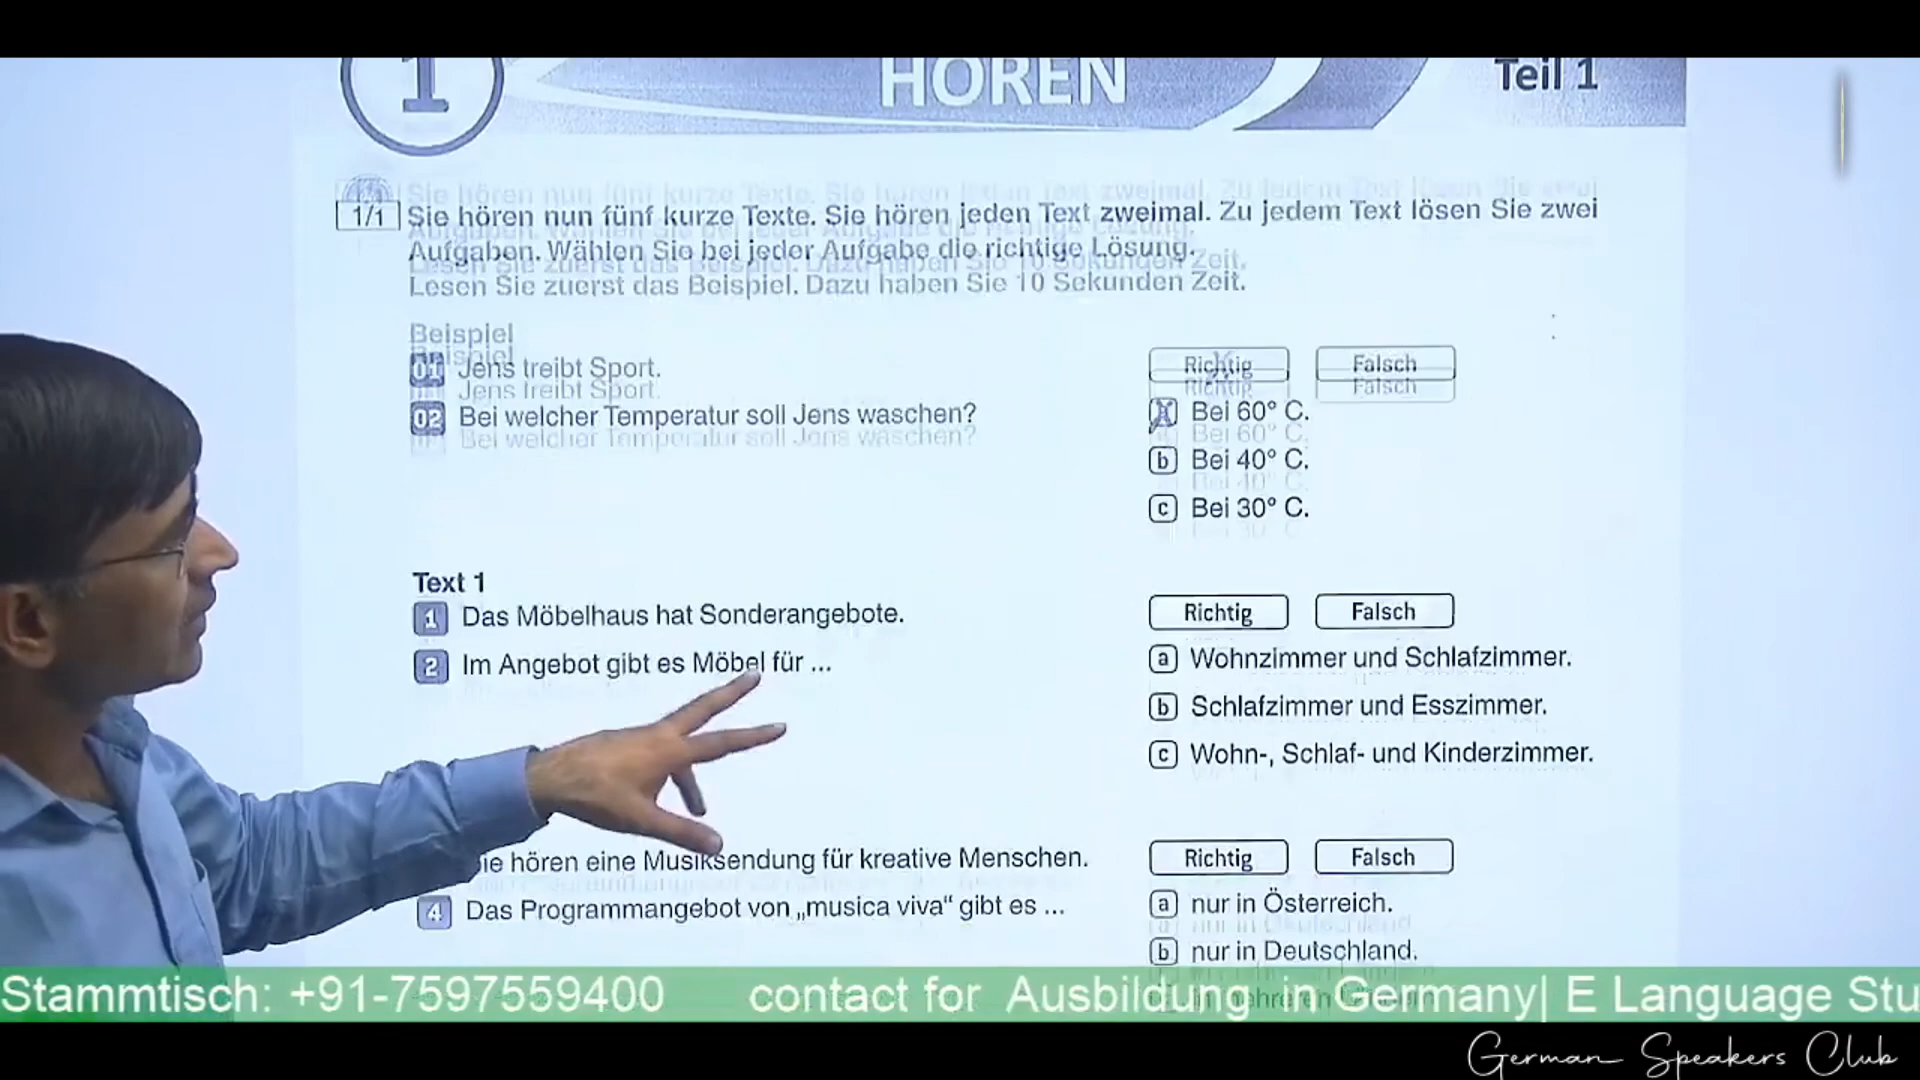 1
HÖREN
Teil 1
1/1 Sie hören nun fünf kurze Texte. Sie hören jeden Text zweimal. Zu jedem Text lösen Sie zwei
Aufgaben. Wählen Sie bei jeder Aufgabe die richtige Lösung.
Lesen Sie zuerst das Beispiel. Dazu haben Sie 10 Sekunden Zeit.
Beispiel
01 Jens treibt Sport. Richtig Falsch
02 Bei welcher Temperatur soll Jens waschen? Bei 60° C.
b Bei 40° C.
c Bei 30° C.
Text 1
1 Das Möbelhaus hat Sonderangebote. Richtig Falsch
2 Im Angebot gibt es Möbel für ... a Wohnzimmer und Schlafzimmer.
b Schlafzimmer und Esszimmer.
c Wohn-, Schlaf- und Kinderzimmer.
hören eine Musiksendung für kreative Menschen. Richtig Falsch
4 Das Programmangebot von „musica viva“ gibt es ... a nur in Österreich.
b nur in Deutschland.
Stammtisch: +91-7597559400 contact for Ausbildung in Germany| E Language Stu
German Speakers Club